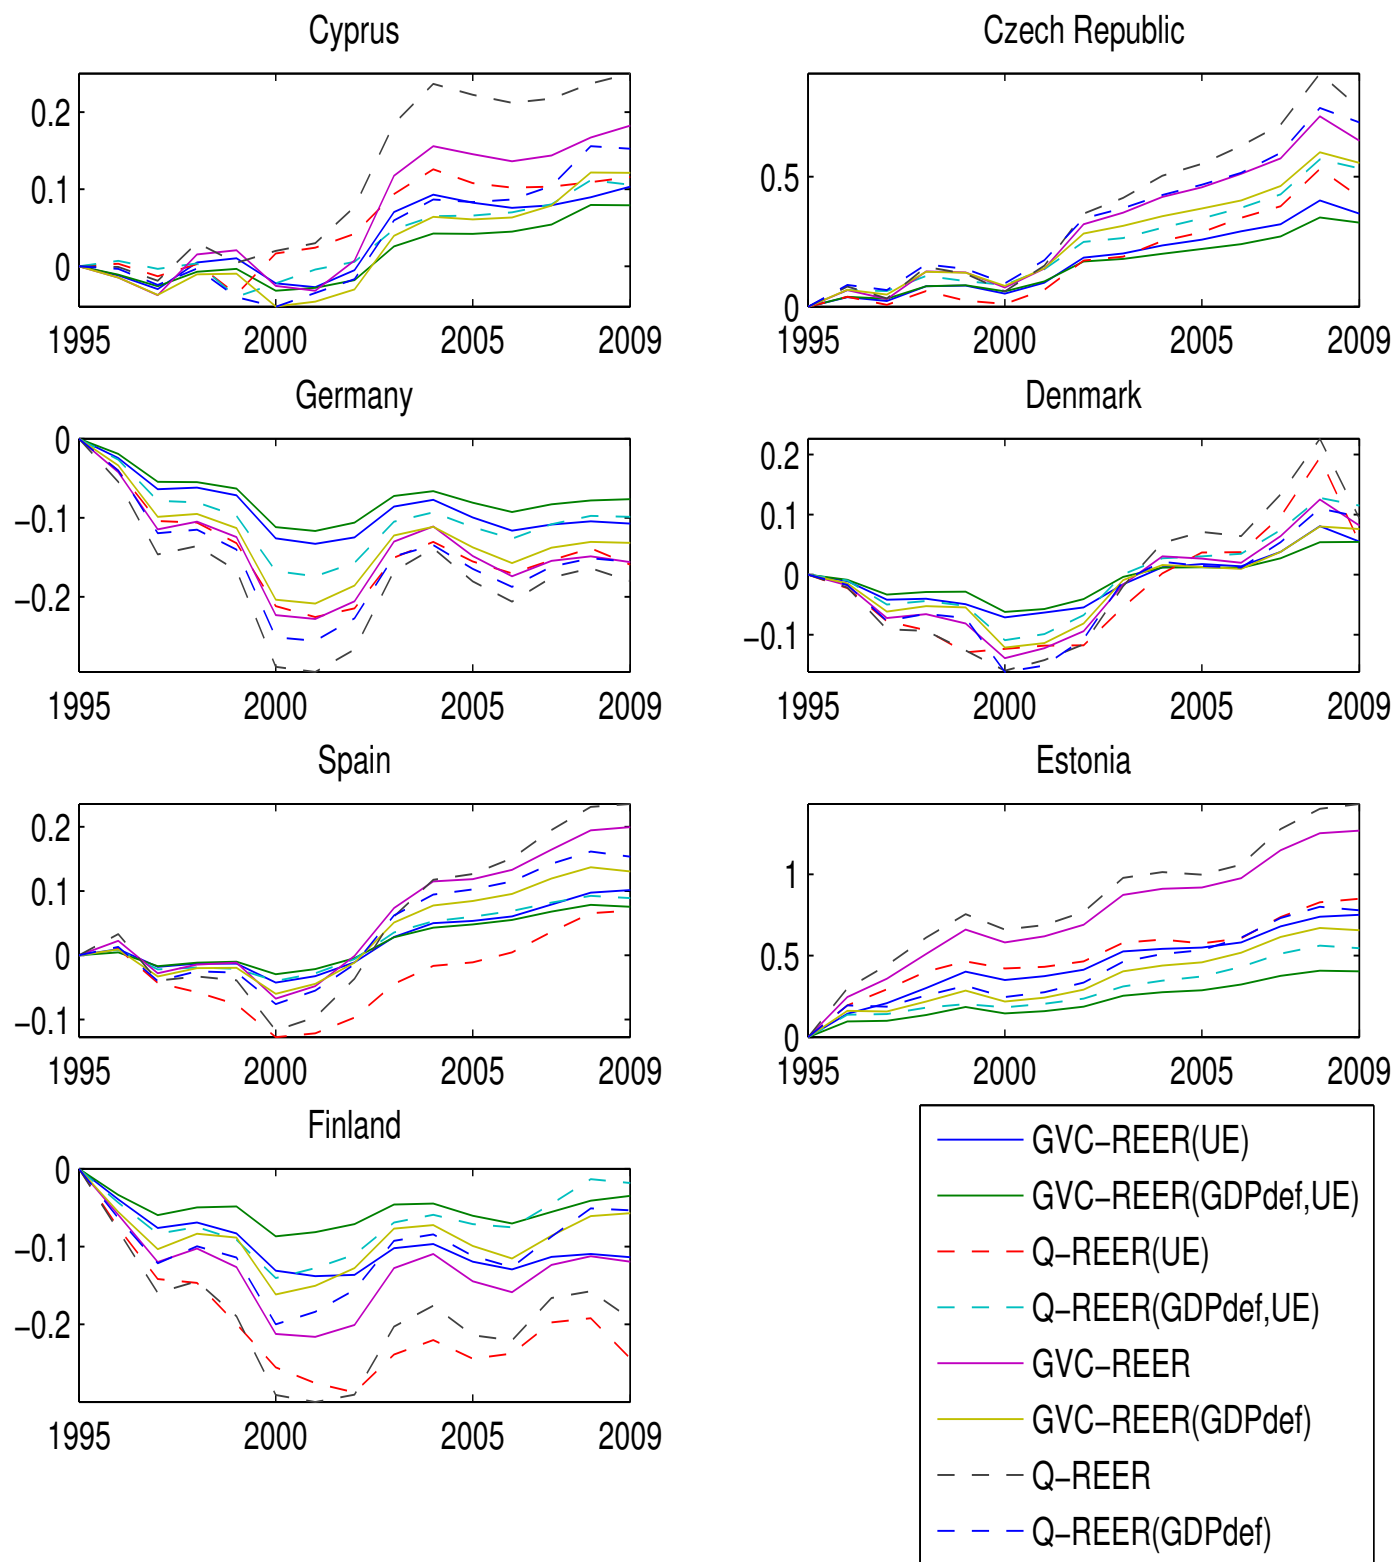 Cyprus
0.2
0.1
0
1995 2000 2005 2009
Czech Republic
0.5
0
1995 2000 2005 2009
Germany
0
−0.1
−0.2
1995 2000 2005 2009
Denmark
0.2
0.1
0
−0.1
1995 2000 2005 2009
Spain
0.2
0.1
0
−0.1
1995 2000 2005 2009
Estonia
1
0.5
0
1995 2000 2005 2009
Finland
0
−0.1
−0.2
1995 2000 2005 2009
GVC−REER(UE)
GVC−REER(GDPdef,UE)
Q−REER(UE)
Q−REER(GDPdef,UE)
GVC−REER
GVC−REER(GDPdef)
Q−REER
Q−REER(GDPdef)